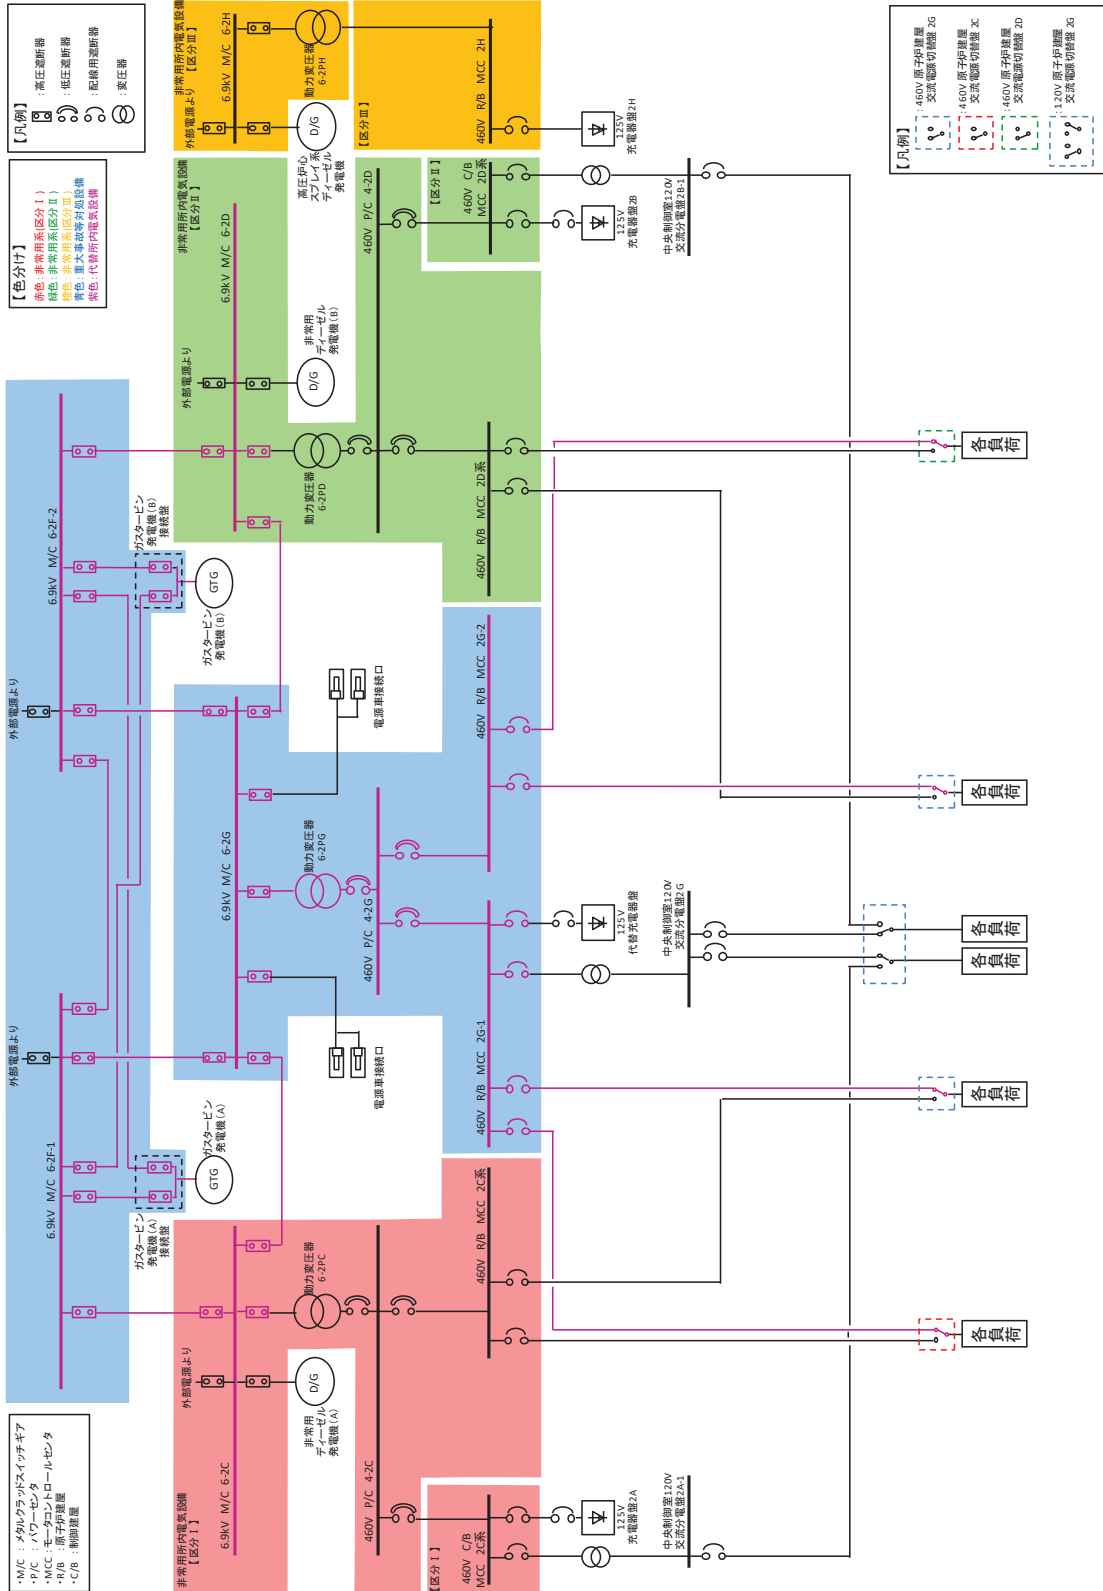 ・M/C ：メタルクラッドスイッチギア
・P/C ：パワーセンタ
・MCC：モータコントロールセンタ
・R/B ：原子炉建屋
・C/B ：制御建屋
【色分け】
赤色：非常用系(区分Ⅰ)
緑色：非常用系(区分Ⅱ)
橙色：非常用系(区分Ⅲ)
青色：重大事故等対処設備
紫色：代替所内電気設備
【凡例】
：高圧遮断器
：低圧遮断器
：配線用遮断器
：変圧器
外部電源より
6.9kV M/C 6-2F-1
外部電源より
6.9kV M/C 6-2F-2
ガスタービン
発電機(A)
接続盤
GTG
ガスタービン
発電機(A)
ガスタービン
発電機(B)
接続盤
GTG
ガスタービン
発電機(B)
非常用所内電気設備
【区分Ⅰ】
外部電源より
6.9kV M/C 6-2C
D/G
非常用
ディーゼル
発電機(A)
動力変圧器
6-2PC
460V P/C 4-2C
【区分Ⅰ】
460V C/B
MCC 2C系
460V R/B MCC 2C系
6.9kV M/C 6-2G
電源車接続口
動力変圧器
6-2PG
電源車接続口
460V P/C 4-2G
460V R/B MCC 2G-1
460V R/B MCC 2G-2
非常用所内電気設備
【区分Ⅱ】
外部電源より
6.9kV M/C 6-2D
動力変圧器
6-2PD
D/G
非常用
ディーゼル
発電機(B)
460V P/C 4-2D
460V R/B MCC 2D系
【区分Ⅱ】
460V C/B
MCC 2D系
非常用所内電気設備
【区分Ⅲ】
外部電源より
6.9kV M/C 6-2H
D/G
高圧炉心
スプレイ系
ディーゼル
発電機
動力変圧器
6-2PH
【区分Ⅲ】
460V R/B MCC 2H
125V
充電器盤2A
125V
代替充電器盤
125V
充電器盤2B
125V
充電器盤2H
中央制御室120V
交流分電盤2A-1
中央制御室120V
交流分電盤2G
中央制御室120V
交流分電盤2B-1
各負荷
各負荷
各負荷
各負荷
各負荷
各負荷
【凡例】
：460V 原子炉建屋
交流電源切替盤 2G
：460V 原子炉建屋
交流電源切替盤 2C
：460V 原子炉建屋
交流電源切替盤 2D
：120V 原子炉建屋
交流電源切替盤 2G